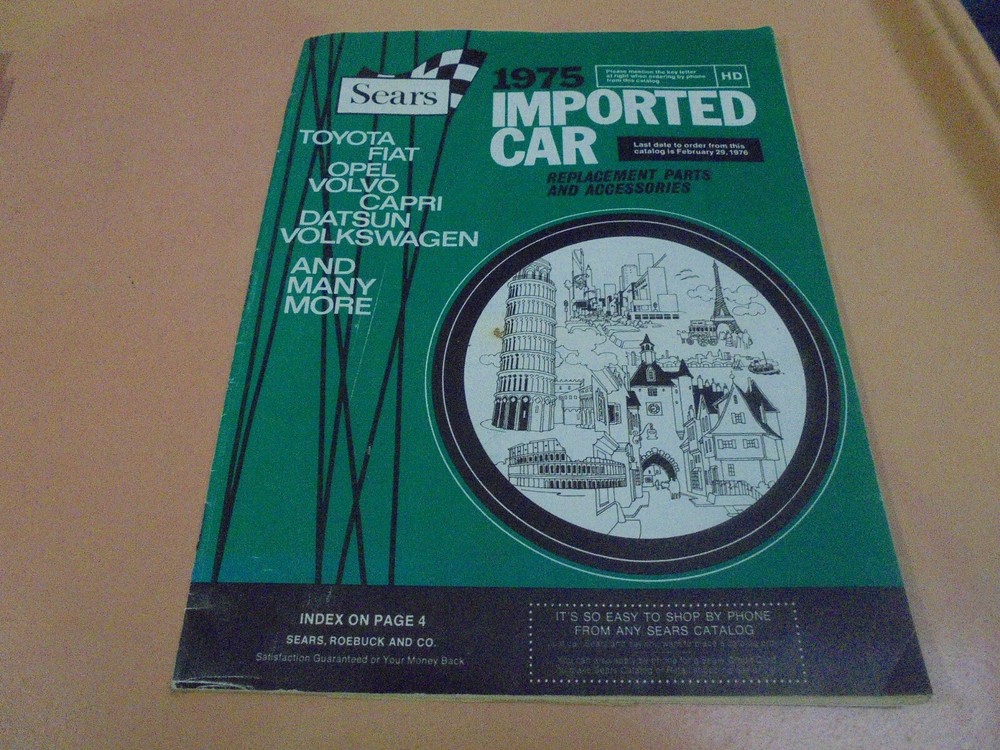 Sears
1975
IMPORTED
CAR
REPLACEMENT PARTS
AND ACCESSORIES
Please mention the key letter
at right when ordering by phone
from this catalog
HD
Last date to order from this
catalog is February 29, 1976
TOYOTA
FIAT
OPEL
VOLVO
CAPRI
DATSUN
VOLKSWAGEN
AND
MANY
MORE
INDEX ON PAGE 4
SEARS, ROEBUCK AND CO.
Satisfaction Guaranteed or Your Money Back
IT'S SO EASY TO SHOP BY PHONE
FROM ANY SEARS CATALOG